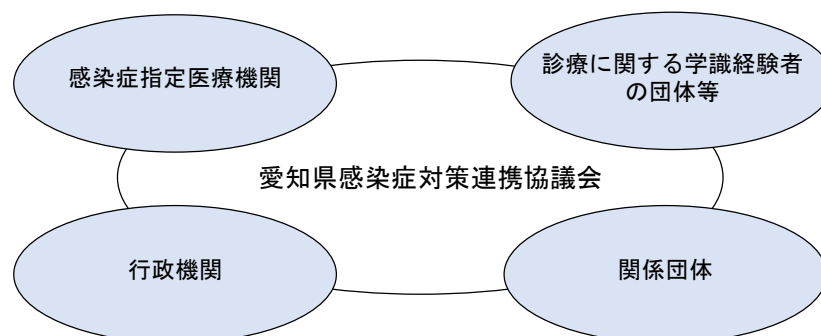 感染症指定医療機関
診療に関する学識経験者
の団体等
愛知県感染症対策連携協議会
行政機関
関係団体